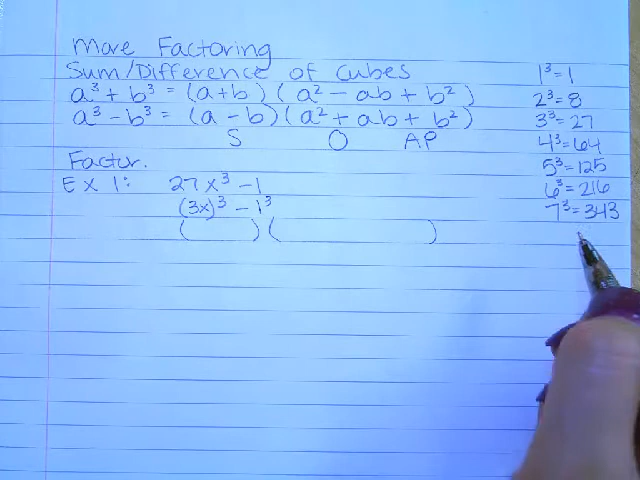 More Factoring
Sum/Difference of Cubes
a³ + b³ = (a + b)(a² - ab + b²)
a³ - b³ = (a - b)(a² + ab + b²)
S O AP
Factor.
Ex 1: 27x³ - 1
(3x)³ - 1³
( ) ( )
1³ = 1
2³ = 8
3³ = 27
4³ = 64
5³ = 125
6³ = 216
7³ = 343